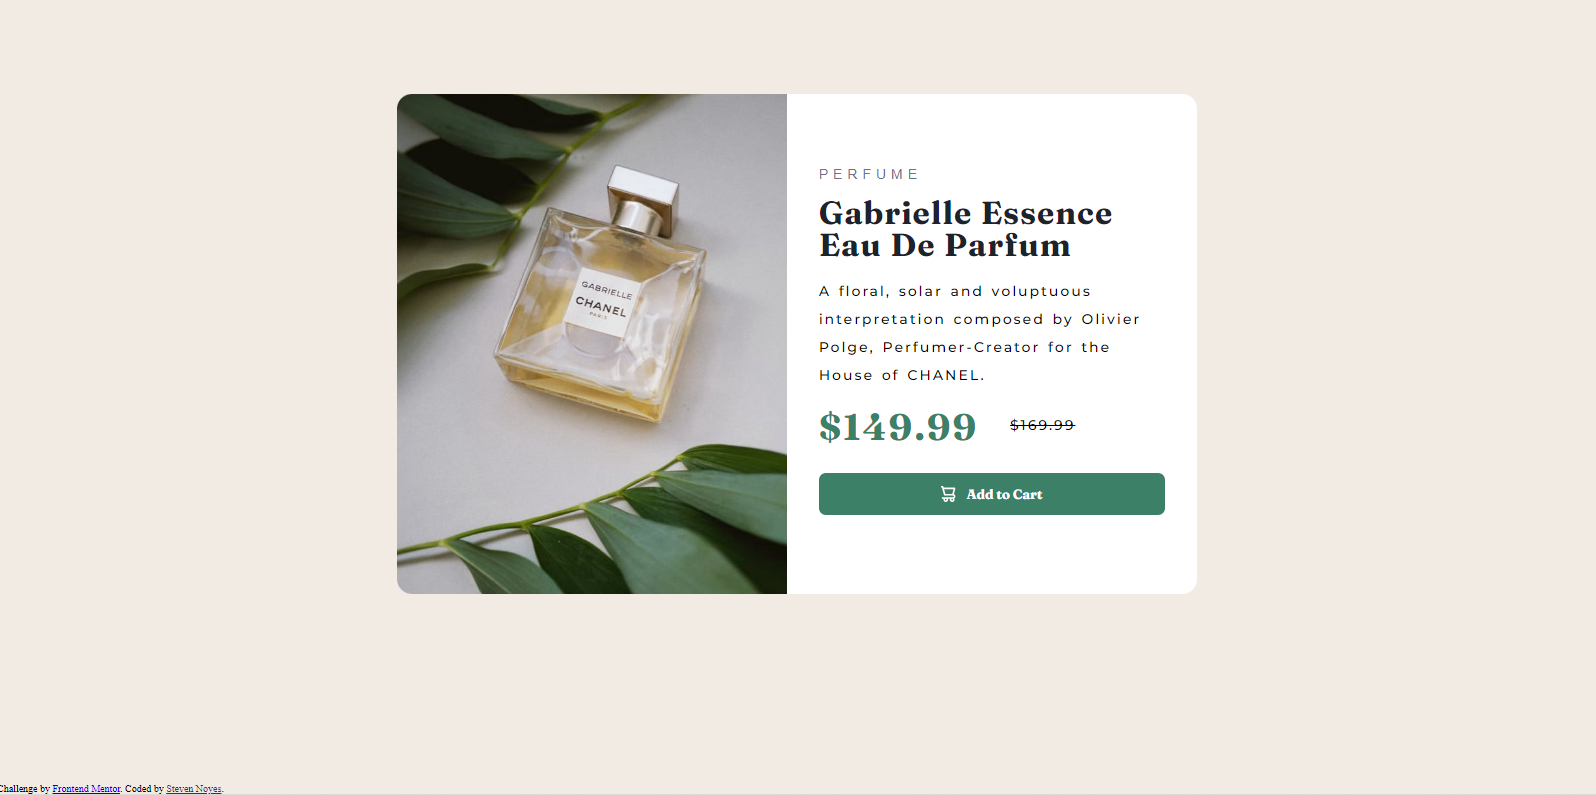 GABRIELLE
CHANEL
PARIS
PERFUME
Gabrielle Essence
Eau De Parfum
A floral, solar and voluptuous
interpretation composed by Olivier
Polge, Perfumer-Creator for the
House of CHANEL.
$149.99 $169.99
Add to Cart
Challenge by Frontend Mentor. Coded by Steven Noyes.